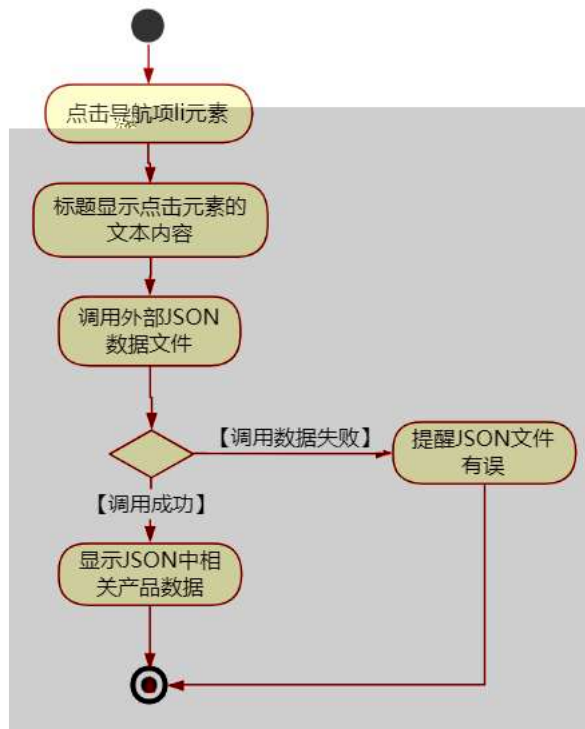 点击导航项li元素
标题显示点击元素的
文本内容
调用外部JSON
数据文件
【调用数据失败】
提醒JSON文件
有误
【调用成功】
显示JSON中相
关产品数据